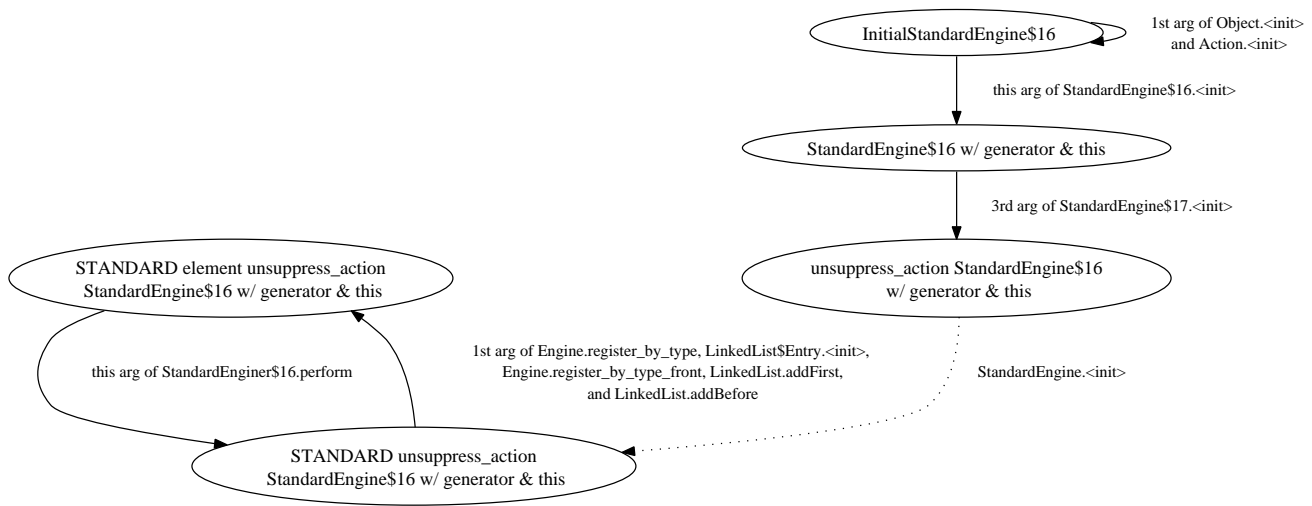 InitialStandardEngine$16
1st arg of Object.<init>
and Action.<init>
this arg of StandardEngine$16.<init>
StandardEngine$16 w/ generator & this
3rd arg of StandardEngine$17.<init>
STANDARD element unsuppress_action
StandardEngine$16 w/ generator & this
unsuppress_action StandardEngine$16
w/ generator & this
this arg of StandardEnginer$16.perform
1st arg of Engine.register_by_type, LinkedList$Entry.<init>,
Engine.register_by_type_front, LinkedList.addFirst,
and LinkedList.addBefore
StandardEngine.<init>
STANDARD unsuppress_action
StandardEngine$16 w/ generator & this